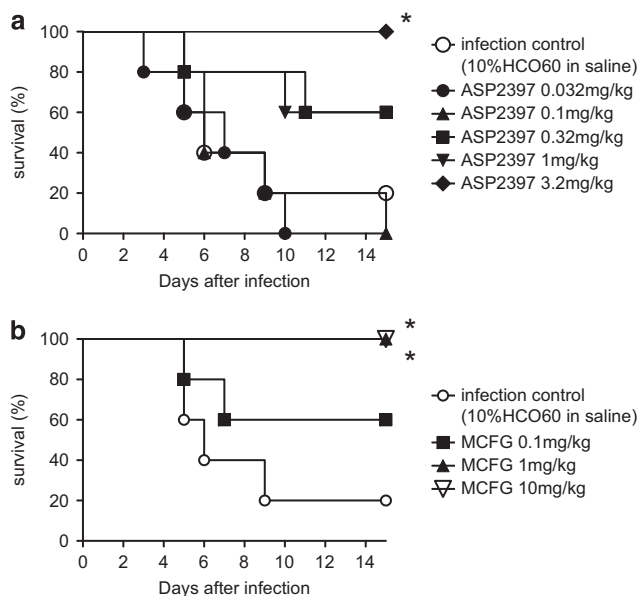 a
survival (%)
100
80
60
40
20
0
0 2 4 6 8 10 12 14
Days after infection
*
infection control
(10%HCO60 in saline)
ASP2397 0.032mg/kg
ASP2397 0.1mg/kg
ASP2397 0.32mg/kg
ASP2397 1mg/kg
ASP2397 3.2mg/kg
b
survival (%)
100
80
60
40
20
0
0 2 4 6 8 10 12 14
Days after infection
*
*
infection control
(10%HCO60 in saline)
MCFG 0.1mg/kg
MCFG 1mg/kg
MCFG 10mg/kg